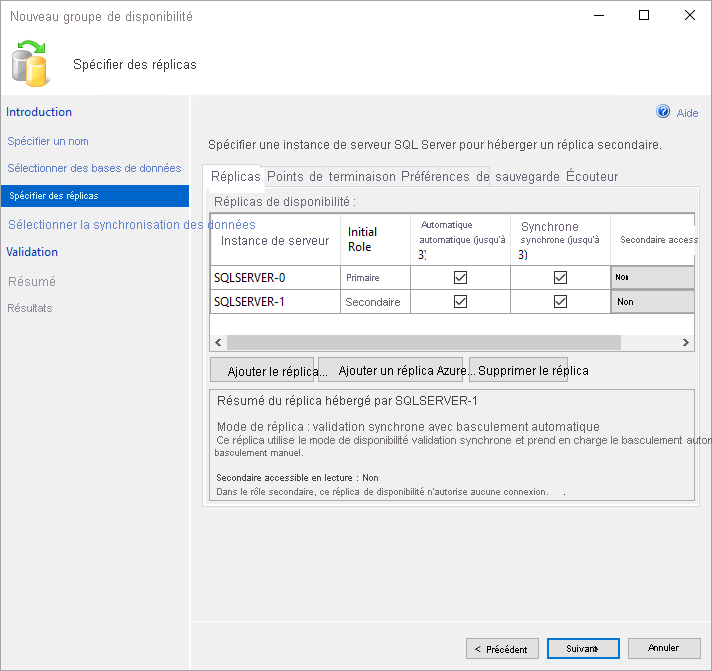 Nouveau groupe de disponibilité
Spécifier des réplicas
Introduction
Spécifier un nom
Sélectionner des bases de données
Spécifier des réplicas
Sélectionner la synchronisation des données
Validation
Résumé
Résultats
Aide
Spécifier une instance de serveur SQL Server pour héberger un réplica secondaire.
Réplicas Points de terminaison Préférences de sauvegarde Écouteur
Réplicas de disponibilité :
Instance de serveur
Initial
Role
Automatique
automatique (jusqu'à
3)
Synchrone
synchrone (jusqu'à
3)
Secondaire access
SQLSERVER-0 Primaire Non
SQLSERVER-1 Secondaire Non
Ajouter le réplica... Ajouter un réplica Azure... Supprimer le réplica
Résumé du réplica hébergé par SQLSERVER-1
Mode de réplica : validation synchrone avec basculement automatique
Ce réplica utilise le mode de disponibilité validation synchrone et prend en charge le basculement autor
basculement manuel.
Secondaire accessible en lecture : Non
Dans le rôle secondaire, ce réplica de disponibilité n'autorise aucune connexion. .
< Précédent Suivant Annuler